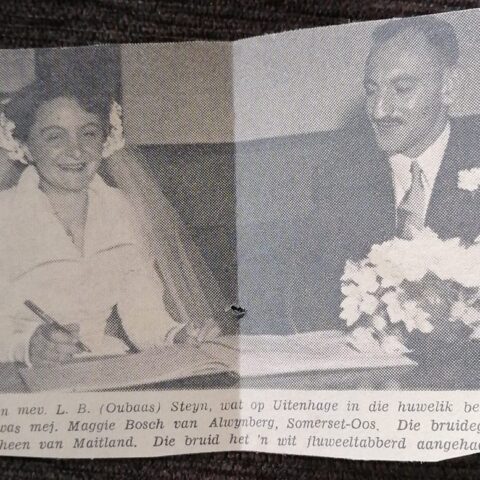 n mev. L. B. (Oubaas) Steyn, wat op Uitenhage in die huwelik be
was mej. Maggie Bosch van Alwynberg, Somerset-Oos. Die bruideg
heen van Maitland. Die bruid het 'n wit fluweeltabberd aangehad